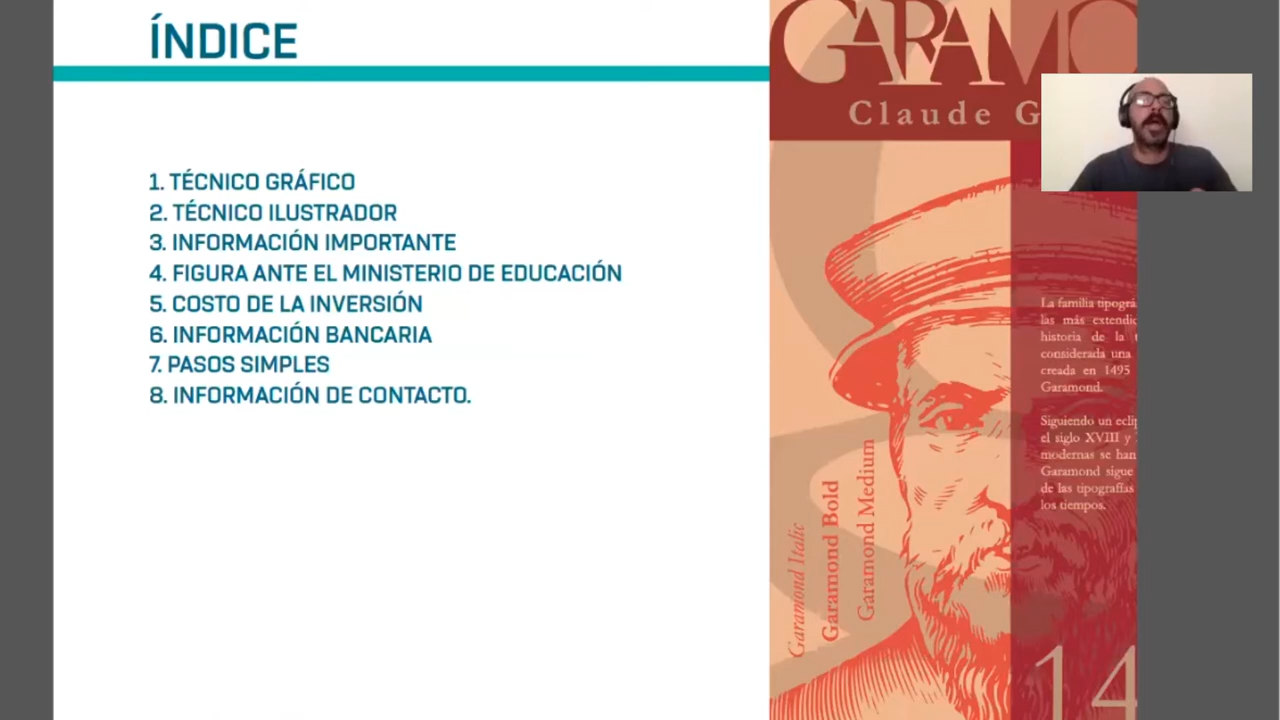 ÍNDICE
1. TÉCNICO GRÁFICO
2. TÉCNICO ILUSTRADOR
3. INFORMACIÓN IMPORTANTE
4. FIGURA ANTE EL MINISTERIO DE EDUCACIÓN
5. COSTO DE LA INVERSIÓN
6. INFORMACIÓN BANCARIA
7. PASOS SIMPLES
8. INFORMACIÓN DE CONTACTO.
GARAMO
Claude G
La familia tipográ
las más extendic
historia de la t
considerada una
creada en 1495
Garamond.
Siguiendo un eclip
el siglo XVIII y
modernas se han
Garamond sigue
de las tipografías
los tiempos.
Garamond Italic
Garamond Bold
Garamond Medium
14